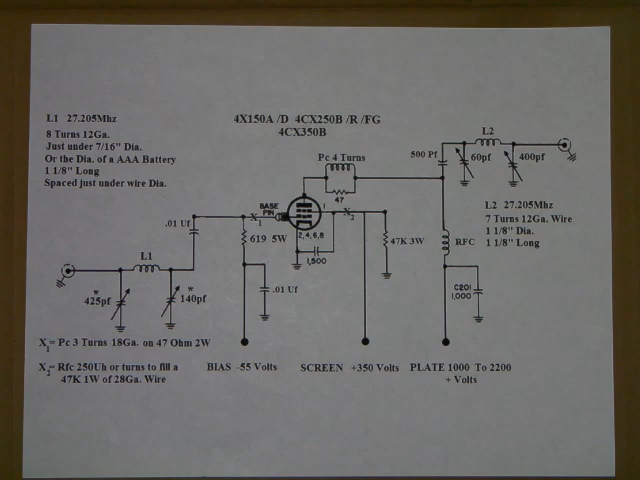 L1 27.205Mhz
8 Turns 12Ga.
Just under 7/16" Dia.
Or the Dia. of a AAA Battery
1 1/8" Long
Spaced just under wire Dia.
4X150A /D 4CX250B /R /FG
4CX350B
Pc 4 Turns
47
500 Pf
L2
60pf
400pf
L2 27.205Mhz
7 Turns 12Ga. Wire
1 1/8" Dia.
1 1/8" Long
.01 Uf
BASE
PIN
X1
1
X2
2, 4, 6, 8
619 5W
1,500
47K 3W
RFC
L1
* 425pf
* 140pf
.01 Uf
C201
1,000
X1= Pc 3 Turns 18Ga. on 47 Ohm 2W
X2= Rfc 250Uh or turns to fill a
47K 1W of 28Ga. Wire
BIAS -55 Volts
SCREEN +350 Volts
PLATE 1000 To 2200
+ Volts